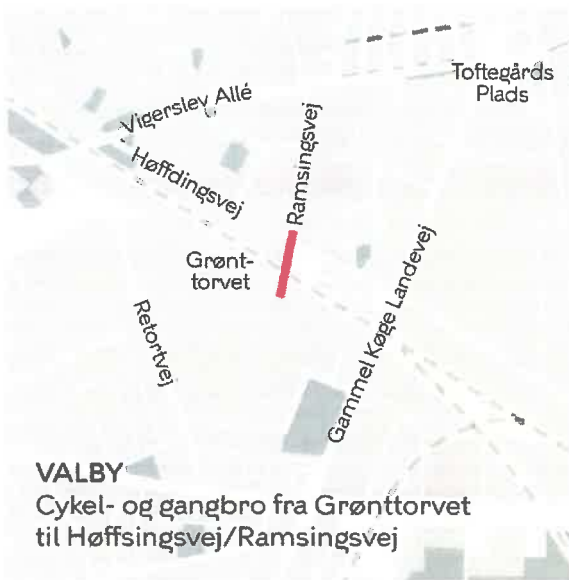 Toftegårds
Plads
Vigerslev Allé
Ramsingsvej
Høffdingsvej
Grønt-
torvet
Gammel Køge Landevej
Retortvej
VALBY
Cykel- og gangbro fra Grønttorvet
til Høffsingsvej/Ramsingsvej